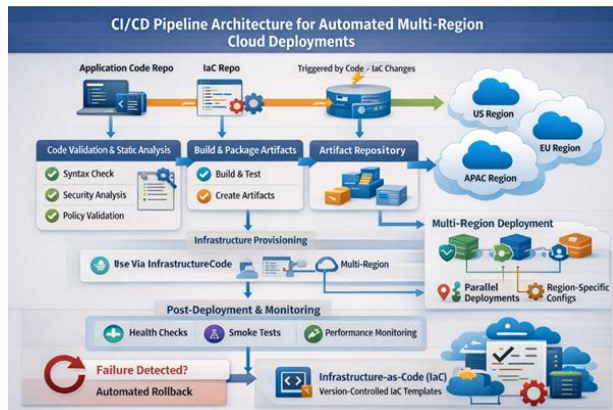 CI/CD Pipeline Architecture for Automated Multi-Region
Cloud Deployments
Application Code Repo
IaC Repo
Triggered by Code - IaC Changes
US Region
EU Region
APAC Region
Code Validation & Static Analysis
Syntax Check
Security Analysis
Policy Validation
Build & Package Artifacts
Build & Test
Create Artifacts
Artifact Repository
Multi-Region Deployment
Parallel
Deployments
Region-Specific
Configs
Infrastructure Provisioning
Use Via InfrastructureCode
Multi-Region
Post-Deployment & Monitoring
Health Checks
Smoke Tests
Performance Monitoring
Failure Detected?
Automated Rollback
Infrastructure-as-Code (IaC)
Version-Controlled IaC Templates